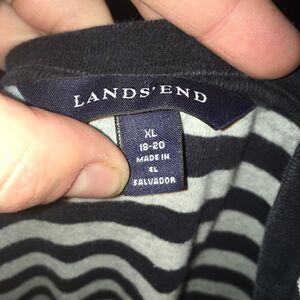 LANDS' END
XL
18-20
MADE IN
EL
SALVADOR